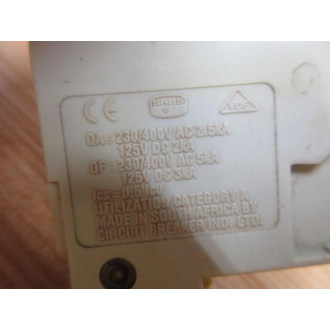 CE SABS
QA : 230/400V AC 2.5kA
125V DC 2kA
QF : 230/400V AC 5kA
125V DC 3kA
UTILIZATION CATEGORY A
MADE IN SOUTH AFRICA BY
CIRCUIT BREAKER IND. LTD.